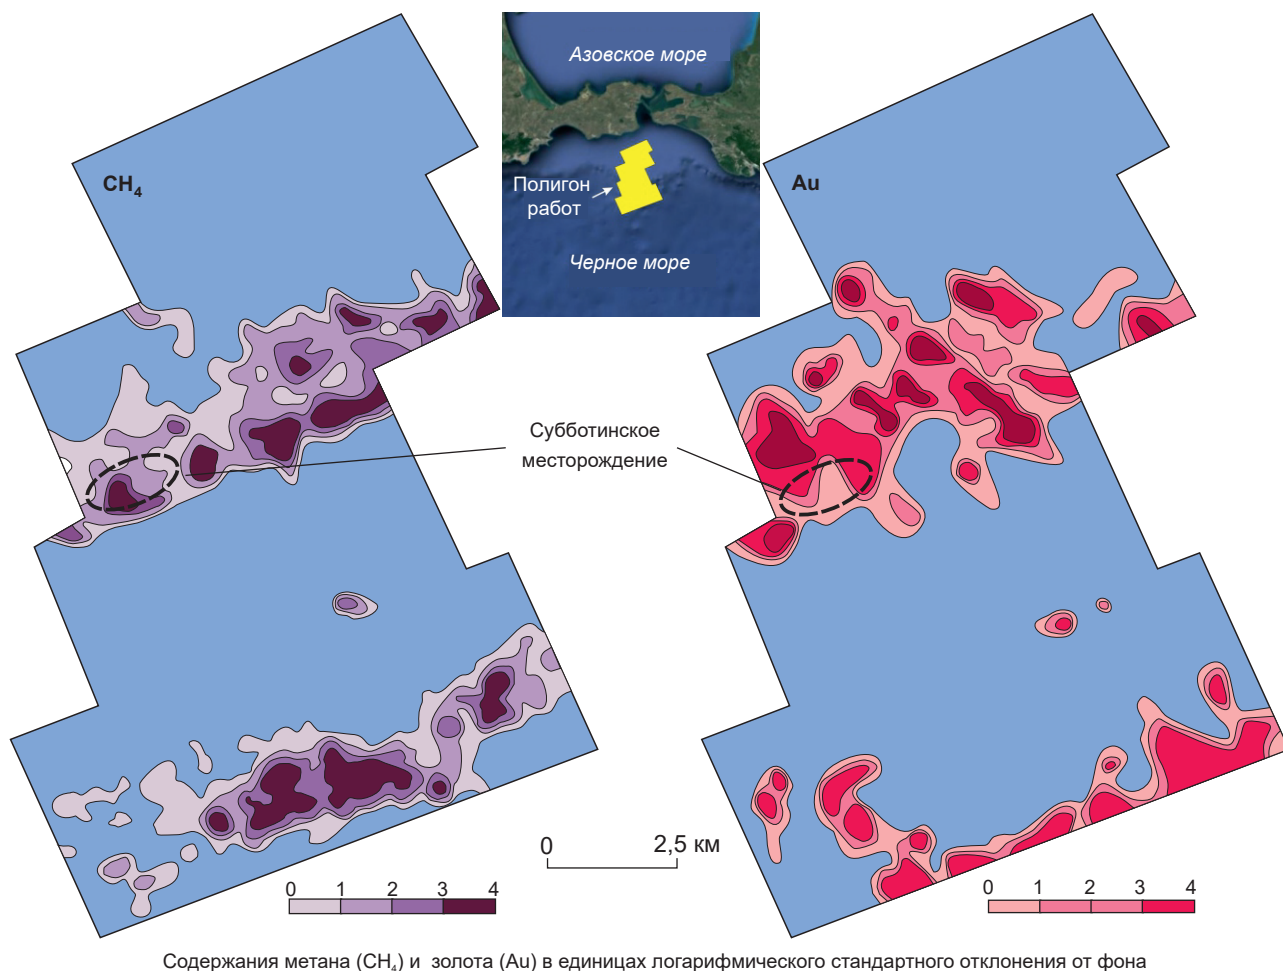 Азовское море
CH₄
Au
Полигон
работ
Черное море
Субботинское
месторождение
0 2,5 км
0 1 2 3 4
0 1 2 3 4
Содержания метана (CH₄) и золота (Au) в единицах логарифмического стандартного отклонения от фона